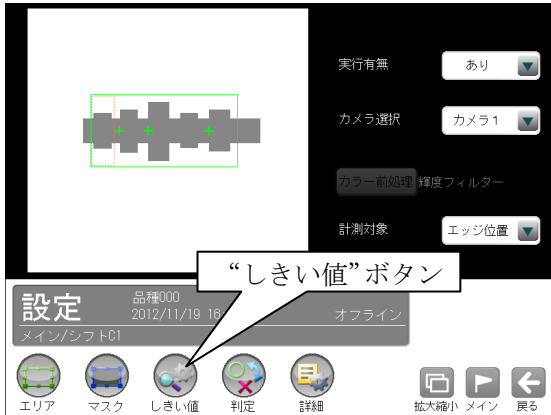 実行有無 あり
カメラ選択 カメラ1
カラー前処理 輝度フィルター
計測対象 エッジ位置
“しきい値”ボタン
設定 品種000
2012/11/19 16: オフライン
メイン/シフトC1
エリア マスク しきい値 判定 詳細 拡大縮小 メイン 戻る